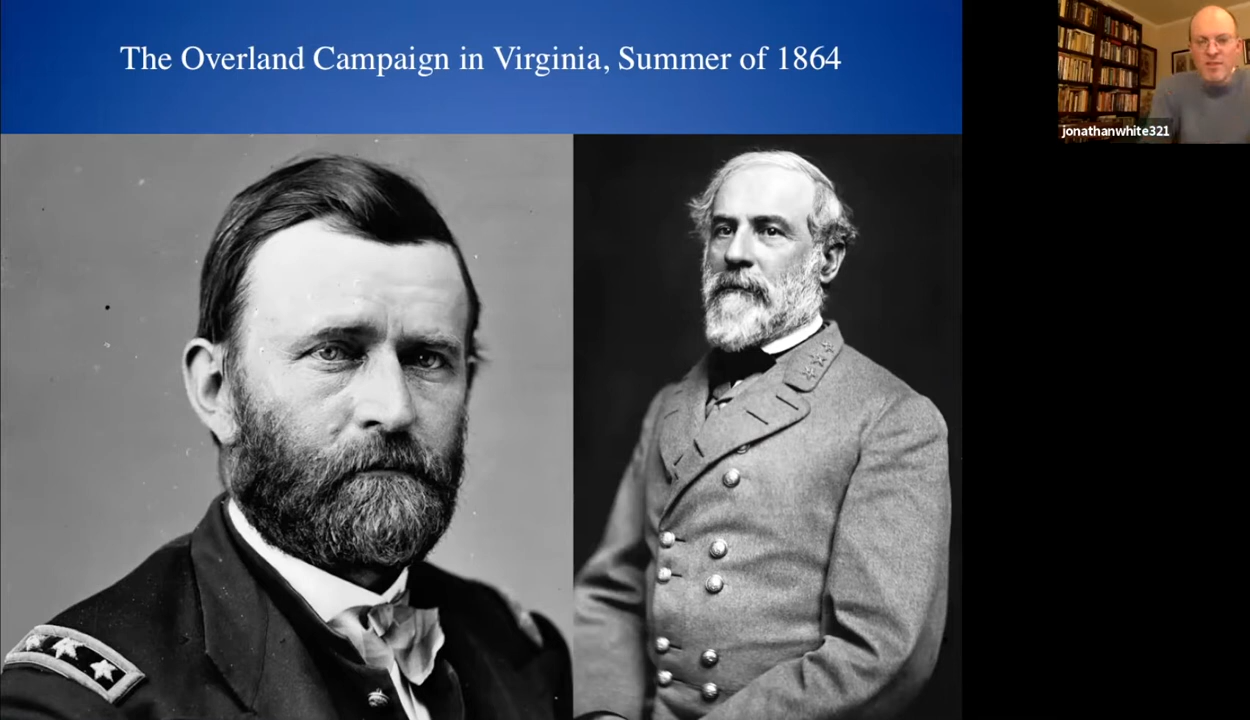 The Overland Campaign in Virginia, Summer of 1864
jonathanwhite321